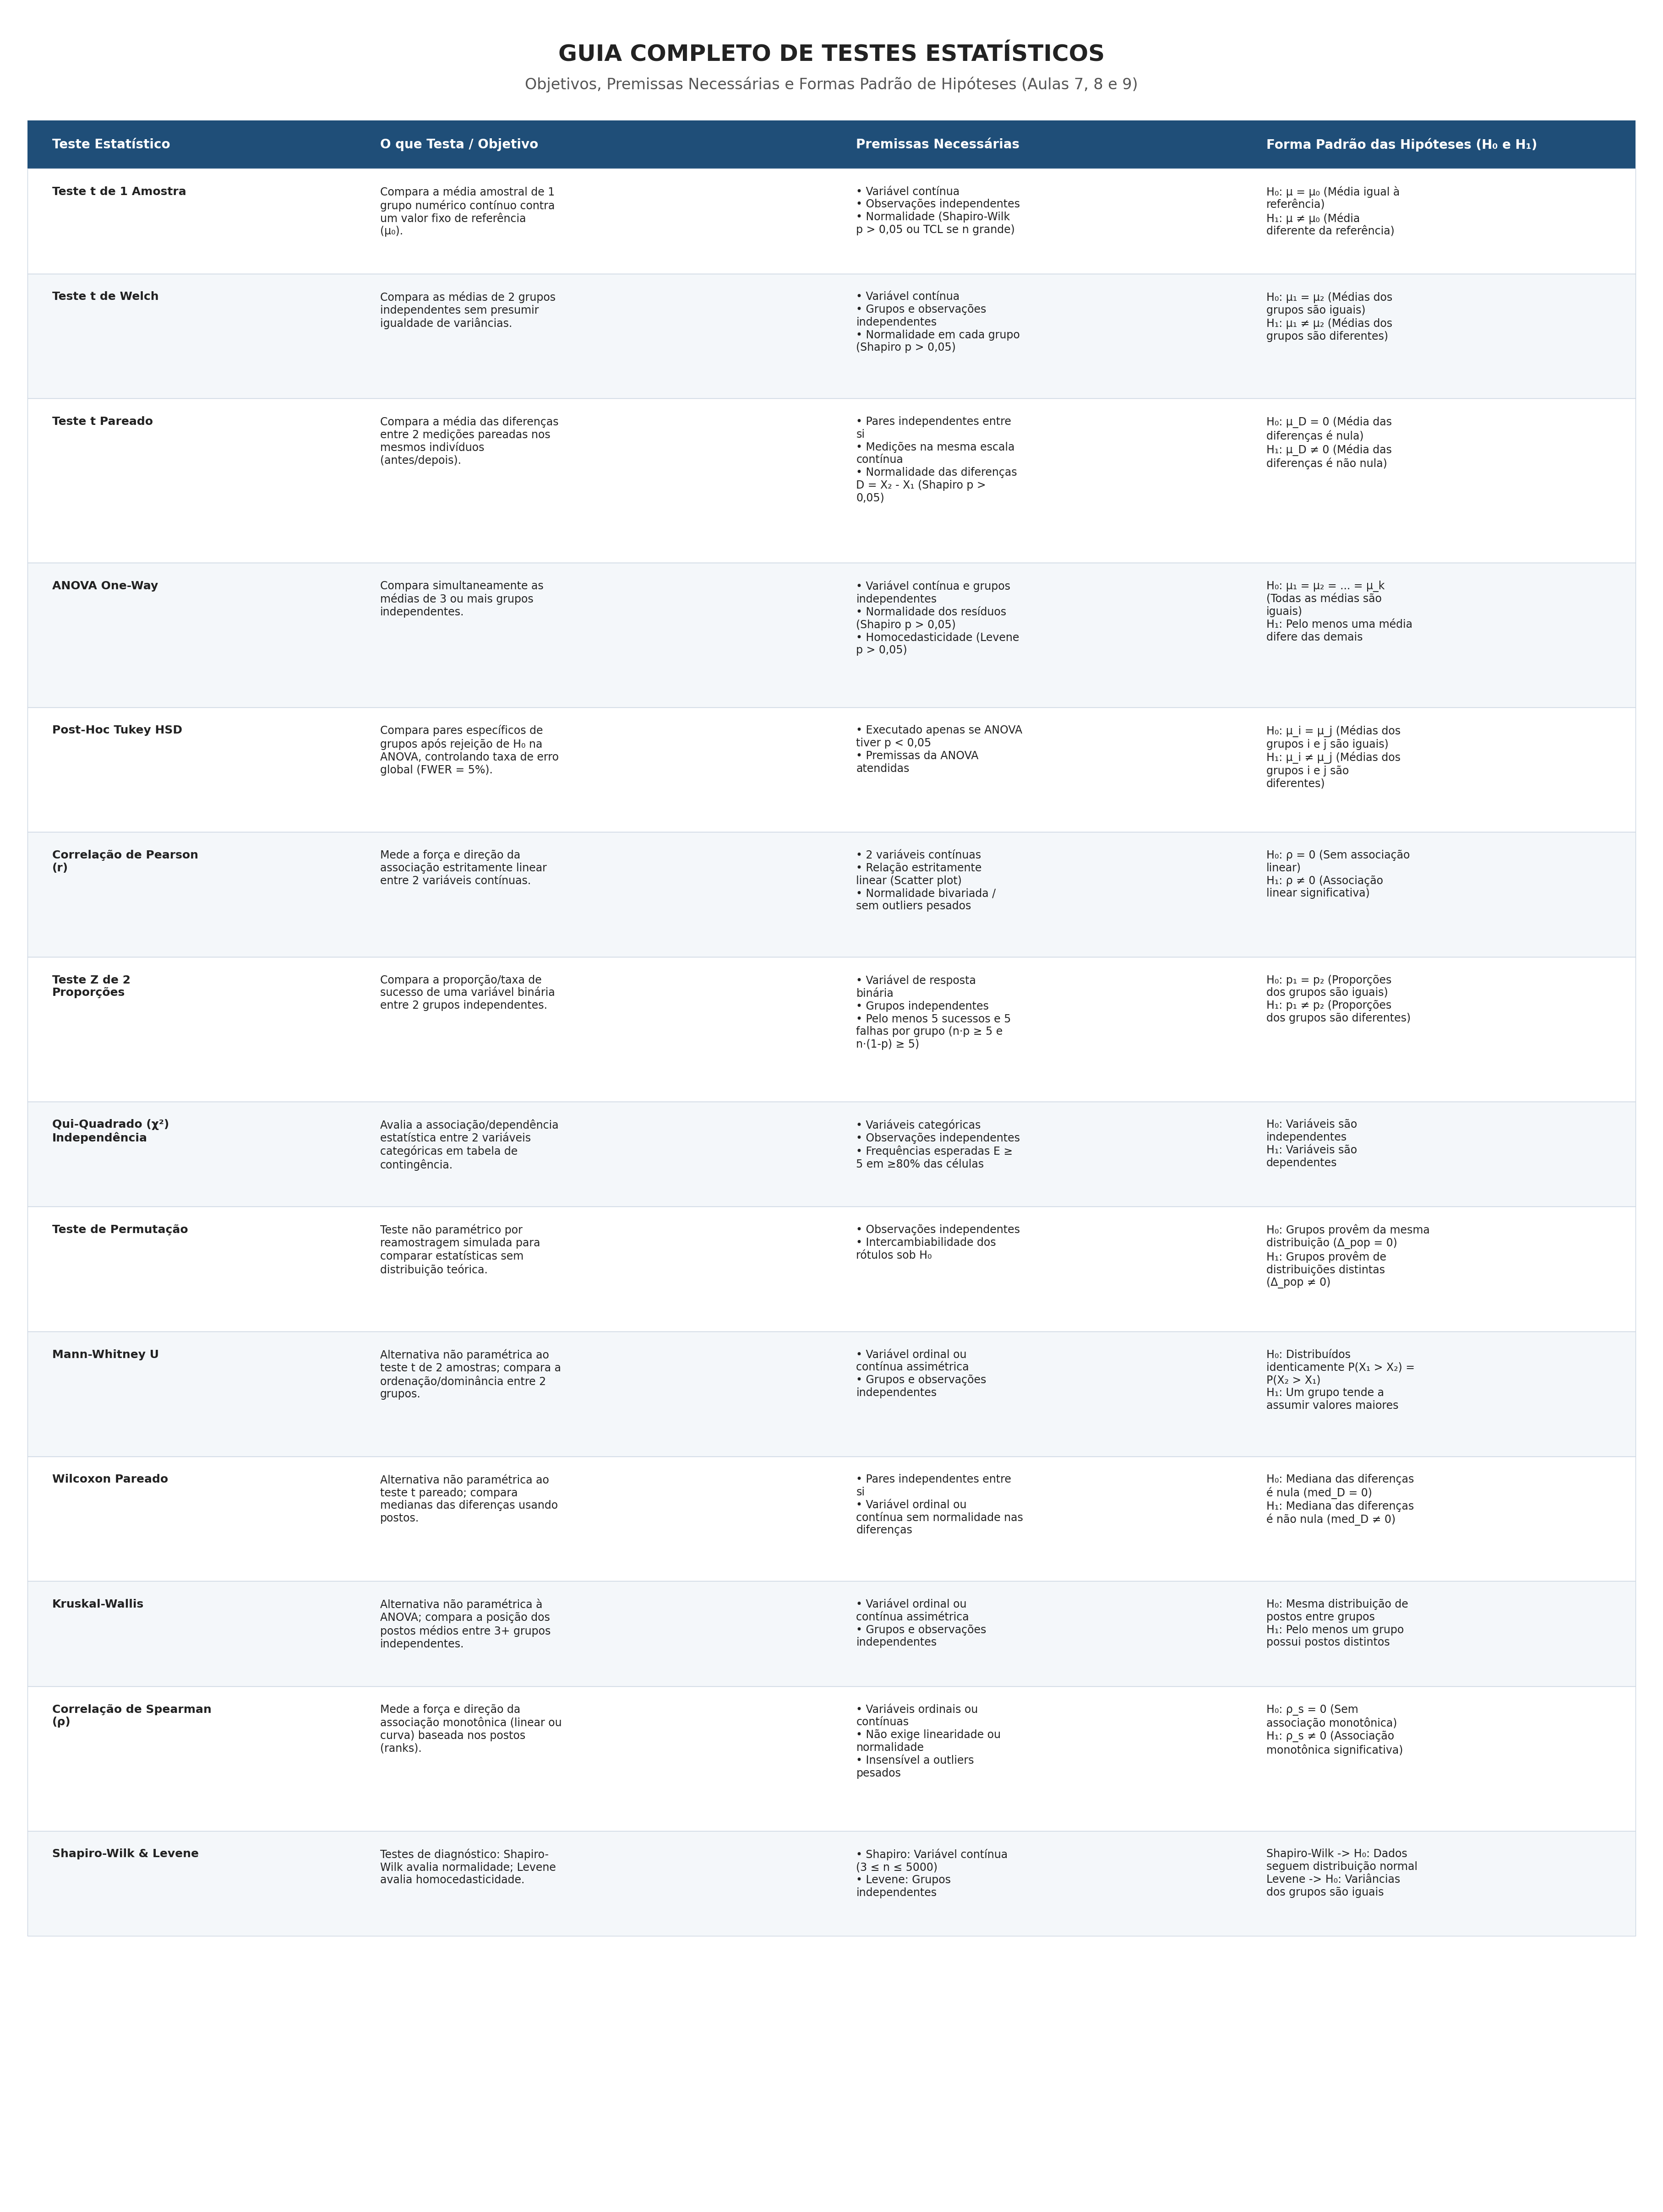 GUIA COMPLETO DE TESTES ESTATÍSTICOS
Objetivos, Premissas Necessárias e Formas Padrão de Hipóteses (Aulas 7, 8 e 9)
Teste Estatístico
O que Testa / Objetivo
Premissas Necessárias
Forma Padrão das Hipóteses (H₀ e H₁)
Teste t de 1 Amostra
Compara a média amostral de 1
grupo numérico contínuo contra
um valor fixo de referência
(μ₀).
• Variável contínua
• Observações independentes
• Normalidade (Shapiro-Wilk
p > 0,05 ou TCL se n grande)
H₀: μ = μ₀ (Média igual à
referência)
H₁: μ ≠ μ₀ (Média
diferente da referência)
Teste t de Welch
Compara as médias de 2 grupos
independentes sem presumir
igualdade de variâncias.
• Variável contínua
• Grupos e observações
independentes
• Normalidade em cada grupo
(Shapiro p > 0,05)
H₀: μ₁ = μ₂ (Médias dos
grupos são iguais)
H₁: μ₁ ≠ μ₂ (Médias dos
grupos são diferentes)
Teste t Pareado
Compara a média das diferenças
entre 2 medições pareadas nos
mesmos indivíduos
(antes/depois).
• Pares independentes entre
si
• Medições na mesma escala
contínua
• Normalidade das diferenças
D = X₂ - X₁ (Shapiro p >
0,05)
H₀: μ_D = 0 (Média das
diferenças é nula)
H₁: μ_D ≠ 0 (Média das
diferenças é não nula)
ANOVA One-Way
Compara simultaneamente as
médias de 3 ou mais grupos
independentes.
• Variável contínua e grupos
independentes
• Normalidade dos resíduos
(Shapiro p > 0,05)
• Homocedasticidade (Levene
p > 0,05)
H₀: μ₁ = μ₂ = ... = μ_k
(Todas as médias são
iguais)
H₁: Pelo menos uma média
difere das demais
Post-Hoc Tukey HSD
Compara pares específicos de
grupos após rejeição de H₀ na
ANOVA, controlando taxa de erro
global (FWER = 5%).
• Executado apenas se ANOVA
tiver p < 0,05
• Premissas da ANOVA
atendidas
H₀: μ_i = μ_j (Médias dos
grupos i e j são iguais)
H₁: μ_i ≠ μ_j (Médias dos
grupos i e j são
diferentes)
Correlação de Pearson
(r)
Mede a força e direção da
associação estritamente linear
entre 2 variáveis contínuas.
• 2 variáveis contínuas
• Relação estritamente
linear (Scatter plot)
• Normalidade bivariada /
sem outliers pesados
H₀: ρ = 0 (Sem associação
linear)
H₁: ρ ≠ 0 (Associação
linear significativa)
Teste Z de 2
Proporções
Compara a proporção/taxa de
sucesso de uma variável binária
entre 2 grupos independentes.
• Variável de resposta
binária
• Grupos independentes
• Pelo menos 5 sucessos e 5
falhas por grupo (n·p ≥ 5 e
n·(1-p) ≥ 5)
H₀: p₁ = p₂ (Proporções
dos grupos são iguais)
H₁: p₁ ≠ p₂ (Proporções
dos grupos são diferentes)
Qui-Quadrado (χ²)
Independência
Avalia a associação/dependência
estatística entre 2 variáveis
categóricas em tabela de
contingência.
• Variáveis categóricas
• Observações independentes
• Frequências esperadas E ≥
5 em ≥80% das células
H₀: Variáveis são
independentes
H₁: Variáveis são
dependentes
Teste de Permutação
Teste não paramétrico por
reamostragem simulada para
comparar estatísticas sem
distribuição teórica.
• Observações independentes
• Intercambiabilidade dos
rótulos sob H₀
H₀: Grupos provêm da mesma
distribuição (Δ_pop = 0)
H₁: Grupos provêm de
distribuições distintas
(Δ_pop ≠ 0)
Mann-Whitney U
Alternativa não paramétrica ao
teste t de 2 amostras; compara a
ordenação/dominância entre 2
grupos.
• Variável ordinal ou
contínua assimétrica
• Grupos e observações
independentes
H₀: Distribuídos
identicamente P(X₁ > X₂) =
P(X₂ > X₁)
H₁: Um grupo tende a
assumir valores maiores
Wilcoxon Pareado
Alternativa não paramétrica ao
teste t pareado; compara
medianas das diferenças usando
postos.
• Pares independentes entre
si
• Variável ordinal ou
contínua sem normalidade nas
diferenças
H₀: Mediana das diferenças
é nula (med_D = 0)
H₁: Mediana das diferenças
é não nula (med_D ≠ 0)
Kruskal-Wallis
Alternativa não paramétrica à
ANOVA; compara a posição dos
postos médios entre 3+ grupos
independentes.
• Variável ordinal ou
contínua assimétrica
• Grupos e observações
independentes
H₀: Mesma distribuição de
postos entre grupos
H₁: Pelo menos um grupo
possui postos distintos
Correlação de Spearman
(ρ)
Mede a força e direção da
associação monotônica (linear ou
curva) baseada nos postos
(ranks).
• Variáveis ordinais ou
contínuas
• Não exige linearidade ou
normalidade
• Insensível a outliers
pesados
H₀: ρ_s = 0 (Sem
associação monotônica)
H₁: ρ_s ≠ 0 (Associação
monotônica significativa)
Shapiro-Wilk & Levene
Testes de diagnóstico: Shapiro-
Wilk avalia normalidade; Levene
avalia homocedasticidade.
• Shapiro: Variável contínua
(3 ≤ n ≤ 5000)
• Levene: Grupos
independentes
Shapiro-Wilk -> H₀: Dados
seguem distribuição normal
Levene -> H₀: Variâncias
dos grupos são iguais